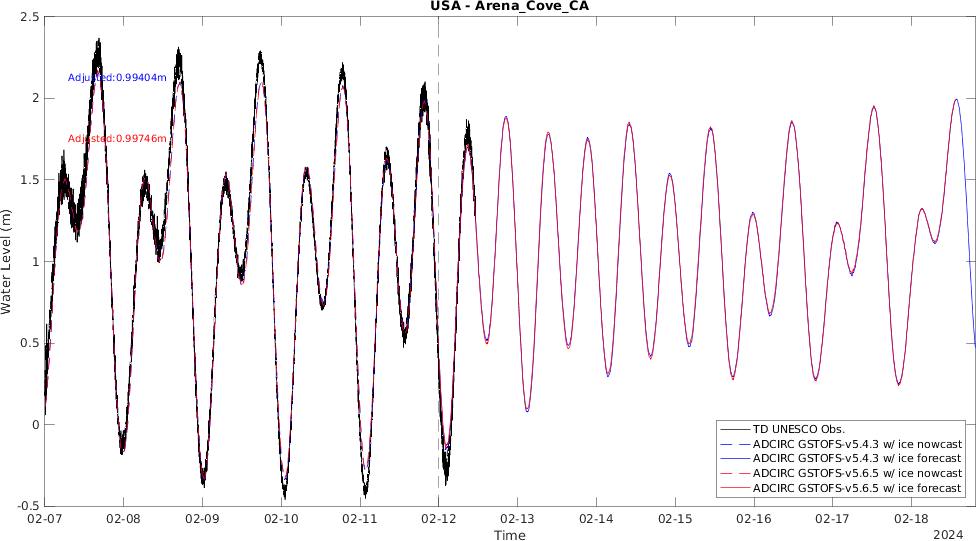 USA - Arena_Cove_CA
2.5
2
1.5
1
0.5
0
-0.5
Water Level (m)
Adjusted:0.99404m
Adjusted:0.99746m
TD UNESCO Obs.
ADCIRC GSTOFS-v5.4.3 w/ ice nowcast
ADCIRC GSTOFS-v5.4.3 w/ ice forecast
ADCIRC GSTOFS-v5.6.5 w/ ice nowcast
ADCIRC GSTOFS-v5.6.5 w/ ice forecast
02-07 02-08 02-09 02-10 02-11 02-12 02-13 02-14 02-15 02-16 02-17 02-18
Time
2024